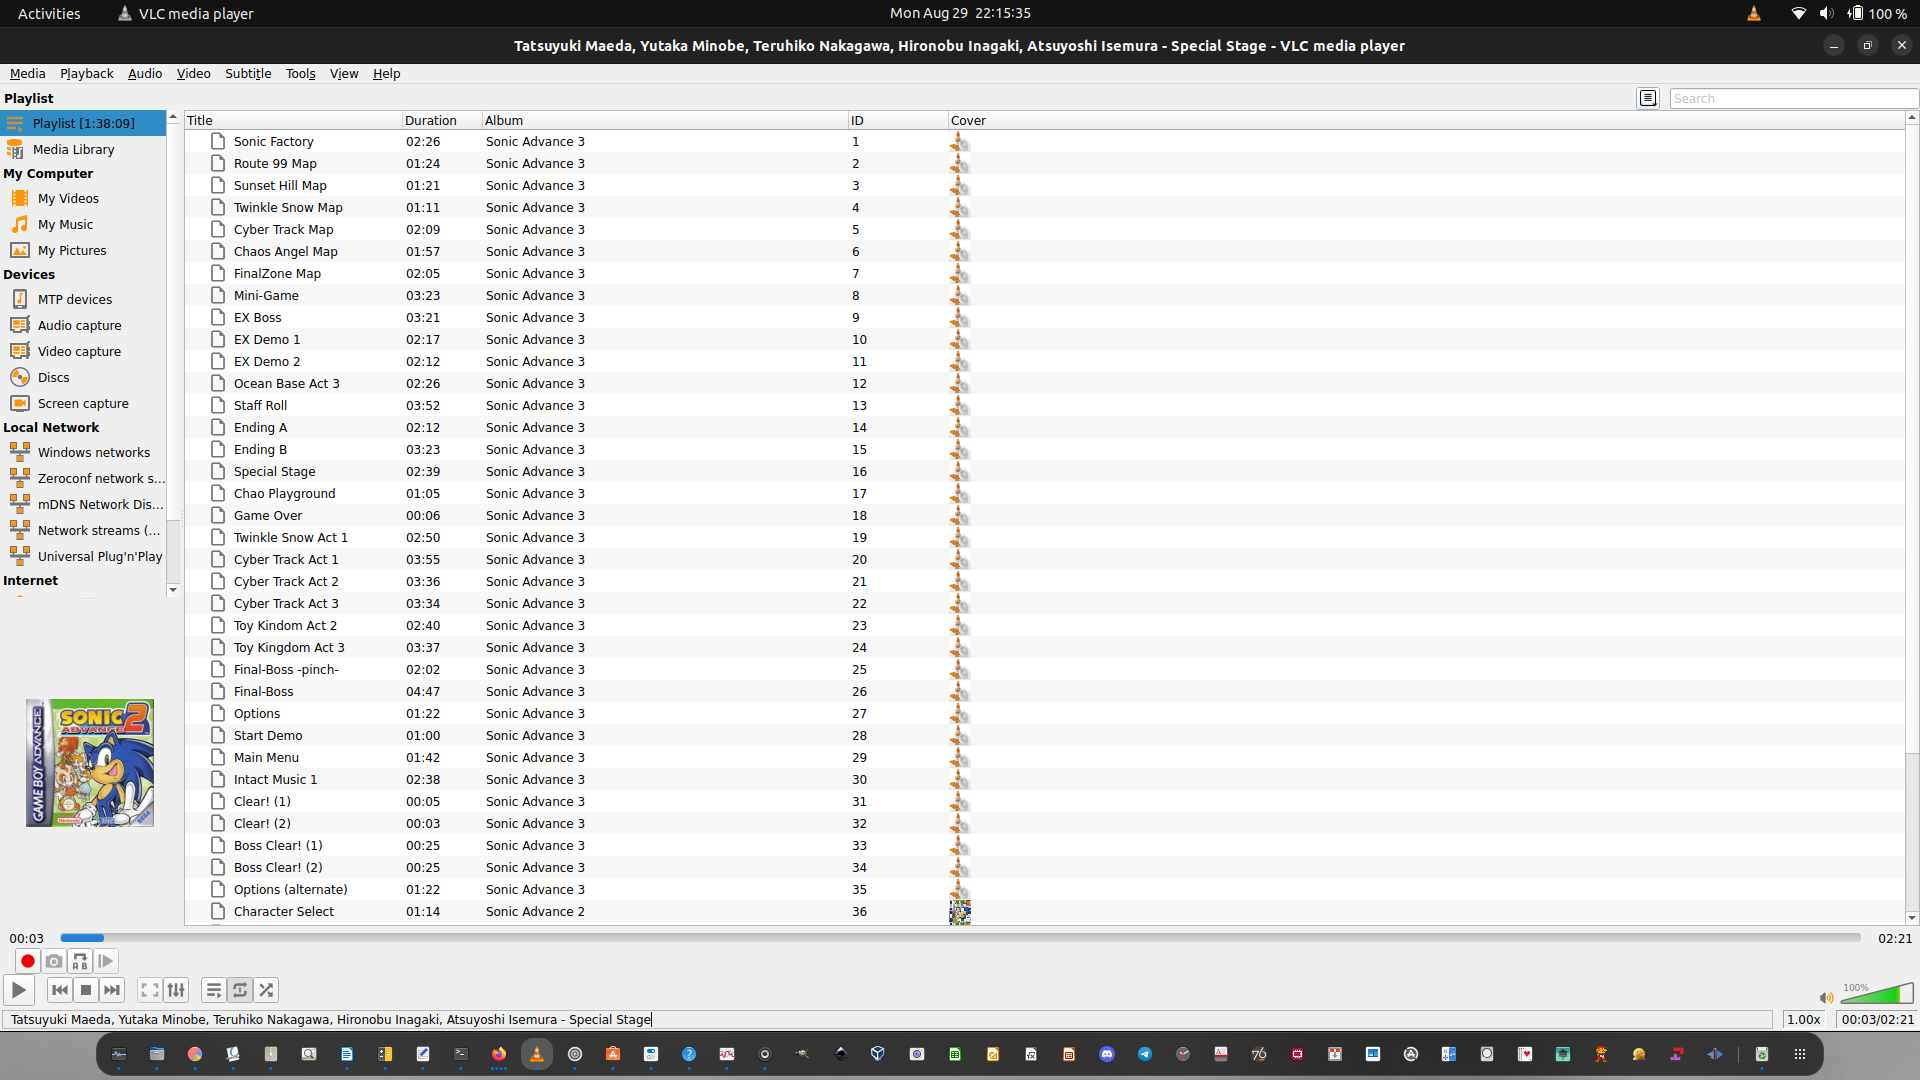 Activities VLC media player Mon Aug 29 22:15:35 100 %
Tatsuyuki Maeda, Yutaka Minobe, Teruhiko Nakagawa, Hironobu Inagaki, Atsuyoshi Isemura - Special Stage - VLC media player
Media Playback Audio Video Subtitle Tools View Help
Playlist
Search
Playlist [1:38:09]
Media Library
My Computer
My Videos
My Music
My Pictures
Devices
MTP devices
Audio capture
Video capture
Discs
Screen capture
Local Network
Windows networks
Zeroconf network s...
mDNS Network Dis...
Network streams (...
Universal Plug'n'Play
Internet
GAME BOY ADVANCE
SONIC
ADVANCE 2
SEGA
Title Duration Album ID Cover
Sonic Factory 02:26 Sonic Advance 3 1
Route 99 Map 01:24 Sonic Advance 3 2
Sunset Hill Map 01:21 Sonic Advance 3 3
Twinkle Snow Map 01:11 Sonic Advance 3 4
Cyber Track Map 02:09 Sonic Advance 3 5
Chaos Angel Map 01:57 Sonic Advance 3 6
FinalZone Map 02:05 Sonic Advance 3 7
Mini-Game 03:23 Sonic Advance 3 8
EX Boss 03:21 Sonic Advance 3 9
EX Demo 1 02:17 Sonic Advance 3 10
EX Demo 2 02:12 Sonic Advance 3 11
Ocean Base Act 3 02:26 Sonic Advance 3 12
Staff Roll 03:52 Sonic Advance 3 13
Ending A 02:12 Sonic Advance 3 14
Ending B 03:23 Sonic Advance 3 15
Special Stage 02:39 Sonic Advance 3 16
Chao Playground 01:05 Sonic Advance 3 17
Game Over 00:06 Sonic Advance 3 18
Twinkle Snow Act 1 02:50 Sonic Advance 3 19
Cyber Track Act 1 03:55 Sonic Advance 3 20
Cyber Track Act 2 03:36 Sonic Advance 3 21
Cyber Track Act 3 03:34 Sonic Advance 3 22
Toy Kindom Act 2 02:40 Sonic Advance 3 23
Toy Kingdom Act 3 03:37 Sonic Advance 3 24
Final-Boss -pinch- 02:02 Sonic Advance 3 25
Final-Boss 04:47 Sonic Advance 3 26
Options 01:22 Sonic Advance 3 27
Start Demo 01:00 Sonic Advance 3 28
Main Menu 01:42 Sonic Advance 3 29
Intact Music 1 02:38 Sonic Advance 3 30
Clear! (1) 00:05 Sonic Advance 3 31
Clear! (2) 00:03 Sonic Advance 3 32
Boss Clear! (1) 00:25 Sonic Advance 3 33
Boss Clear! (2) 00:25 Sonic Advance 3 34
Options (alternate) 01:22 Sonic Advance 3 35
Character Select 01:14 Sonic Advance 2 36
00:03 02:21
A B
100%
Tatsuyuki Maeda, Yutaka Minobe, Teruhiko Nakagawa, Hironobu Inagaki, Atsuyoshi Isemura - Special Stage 1.00x 00:03/02:21
76